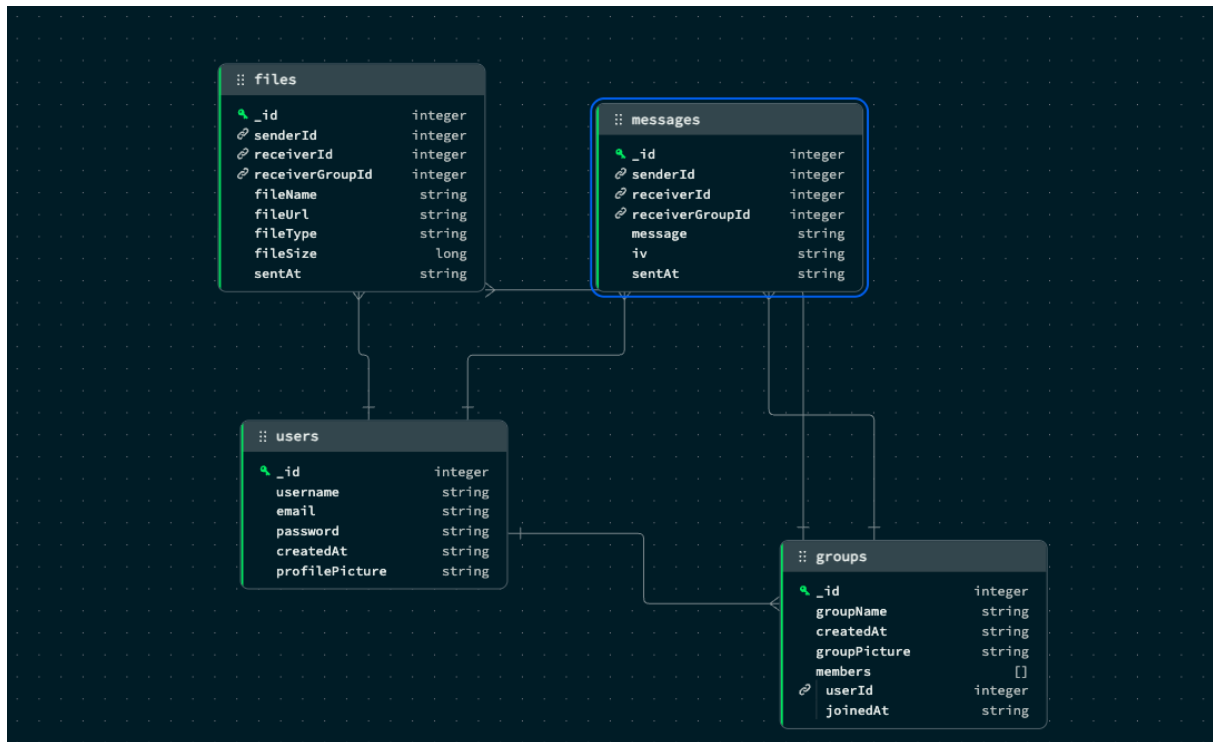 files
_id integer
senderId integer
receiverId integer
receiverGroupId integer
fileName string
fileUrl string
fileType string
fileSize long
sentAt string
messages
_id integer
senderId integer
receiverId integer
receiverGroupId integer
message string
iv string
sentAt string
users
_id integer
username string
email string
password string
createdAt string
profilePicture string
groups
_id integer
groupName string
createdAt string
groupPicture string
members []
userId integer
joinedAt string